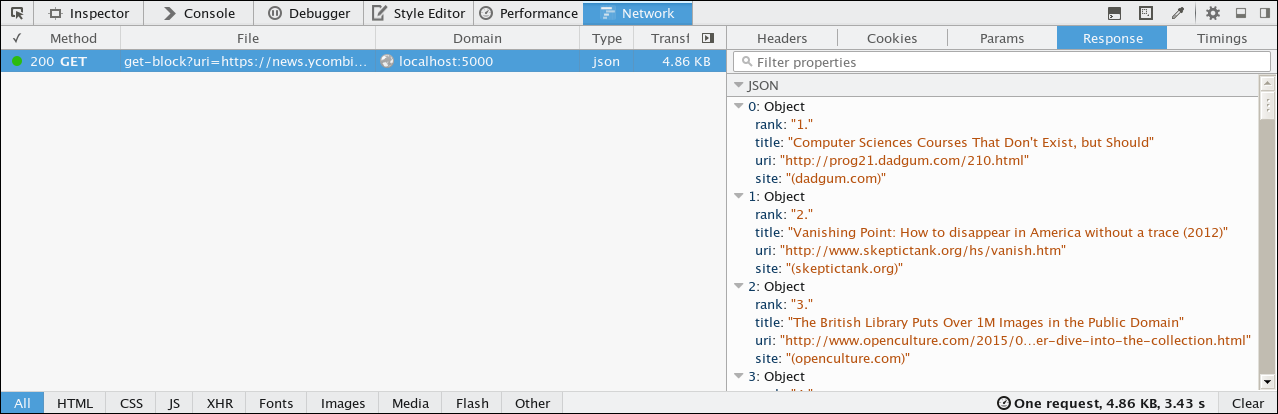 Inspector Console Debugger Style Editor Performance Network
✓ Method File Domain Type Transf
Headers Cookies Params Response Timings
200 GET get-block?uri=https://news.ycombi... localhost:5000 json 4.86 KB
Filter properties
JSON
0: Object
rank: "1."
title: "Computer Sciences Courses That Don't Exist, but Should"
uri: "http://prog21.dadgum.com/210.html"
site: "(dadgum.com)"
1: Object
rank: "2."
title: "Vanishing Point: How to disappear in America without a trace (2012)"
uri: "http://www.skeptictank.org/hs/vanish.htm"
site: "(skeptictank.org)"
2: Object
rank: "3."
title: "The British Library Puts Over 1M Images in the Public Domain"
uri: "http://www.openculture.com/2015/0...er-dive-into-the-collection.html"
site: "(openculture.com)"
3: Object
All HTML CSS JS XHR Fonts Images Media Flash Other
One request, 4.86 KB, 3.43 s Clear